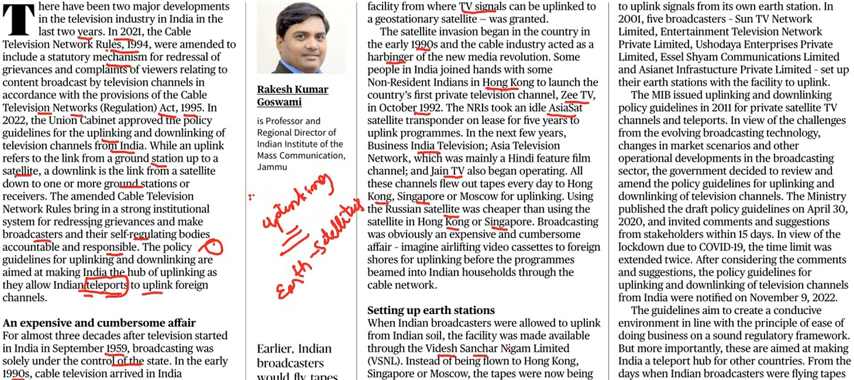 There have been two major developments
in the television industry in India in the
last two years. In 2021, the Cable
Television Network Rules, 1994, were amended to
include a statutory mechanism for redressal of
grievances and complaints of viewers relating to
content broadcast by television channels in
accordance with the provisions of the Cable
Television Networks (Regulation) Act, 1995. In
2022, the Union Cabinet approved the policy
guidelines for the uplinking and downlinking of
television channels from India. While an uplink
refers to the link from a ground station up to a
satellite, a downlink is the link from a satellite
down to one or more ground stations or
receivers. The amended Cable Television
Network Rules bring in a strong institutional
system for redressing grievances and make
broadcasters and their self-regulating bodies
accountable and responsible. The policy
guidelines for uplinking and downlinking are
aimed at making India the hub of uplinking as
they allow Indian teleports to uplink foreign
channels.
An expensive and cumbersome affair
For almost three decades after television started
in India in September 1959, broadcasting was
solely under the control of the state. In the early
1990s, cable television arrived in India
Rakesh Kumar
Goswami
is Professor and
Regional Director of
Indian Institute of the
Mass Communication,
Jammu
uplinking
Earth - satellites
Earlier, Indian
broadcasters
would fly tapes
facility from where TV signals can be uplinked to
a geostationary satellite – was granted.
The satellite invasion began in the country in
the early 1990s and the cable industry acted as a
harbinger of the new media revolution. Some
people in India joined hands with some
Non-Resident Indians in Hong Kong to launch the
country's first private television channel, Zee TV,
in October 1992. The NRIs took an idle AsiaSat
satellite transponder on lease for five years to
uplink programmes. In the next few years,
Business India Television; Asia Television
Network, which was mainly a Hindi feature film
channel; and Jain TV also began operating. All
these channels flew out tapes every day to Hong
Kong, Singapore or Moscow for uplinking. Using
the Russian satellite was cheaper than using the
satellite in Hong Kong or Singapore. Broadcasting
was obviously an expensive and cumbersome
affair - imagine airlifting video cassettes to foreign
shores for uplinking before the programmes
beamed into Indian households through the
cable network.
Setting up earth stations
When Indian broadcasters were allowed to uplink
from Indian soil, the facility was made available
through the Videsh Sanchar Nigam Limited
(VSNL). Instead of being flown to Hong Kong,
Singapore or Moscow, the tapes were now being
to uplink signals from its own earth station. In
2001, five broadcasters - Sun TV Network
Limited, Entertainment Television Network
Private Limited, Ushodaya Enterprises Private
Limited, Essel Shyam Communications Limited
and Asianet Infrastucture Private Limited - set up
their earth stations with the facility to uplink.
The MIB issued uplinking and downlinking
policy guidelines in 2011 for private satellite TV
channels and teleports. In view of the challenges
from the evolving broadcasting technology,
changes in market scenarios and other
operational developments in the broadcasting
sector, the government decided to review and
amend the policy guidelines for uplinking and
downlinking of television channels. The Ministry
published the draft policy guidelines on April 30,
2020, and invited comments and suggestions
from stakeholders within 15 days. In view of the
lockdown due to COVID-19, the time limit was
extended twice. After considering the comments
and suggestions, the policy guidelines for
uplinking and downlinking of television channels
from India were notified on November 9, 2022.
The guidelines aim to create a conducive
environment in line with the principle of ease of
doing business on a sound regulatory framework.
But more importantly, these are aimed at making
India a teleport hub for other countries. From the
days when Indian broadcasters were flying tapes